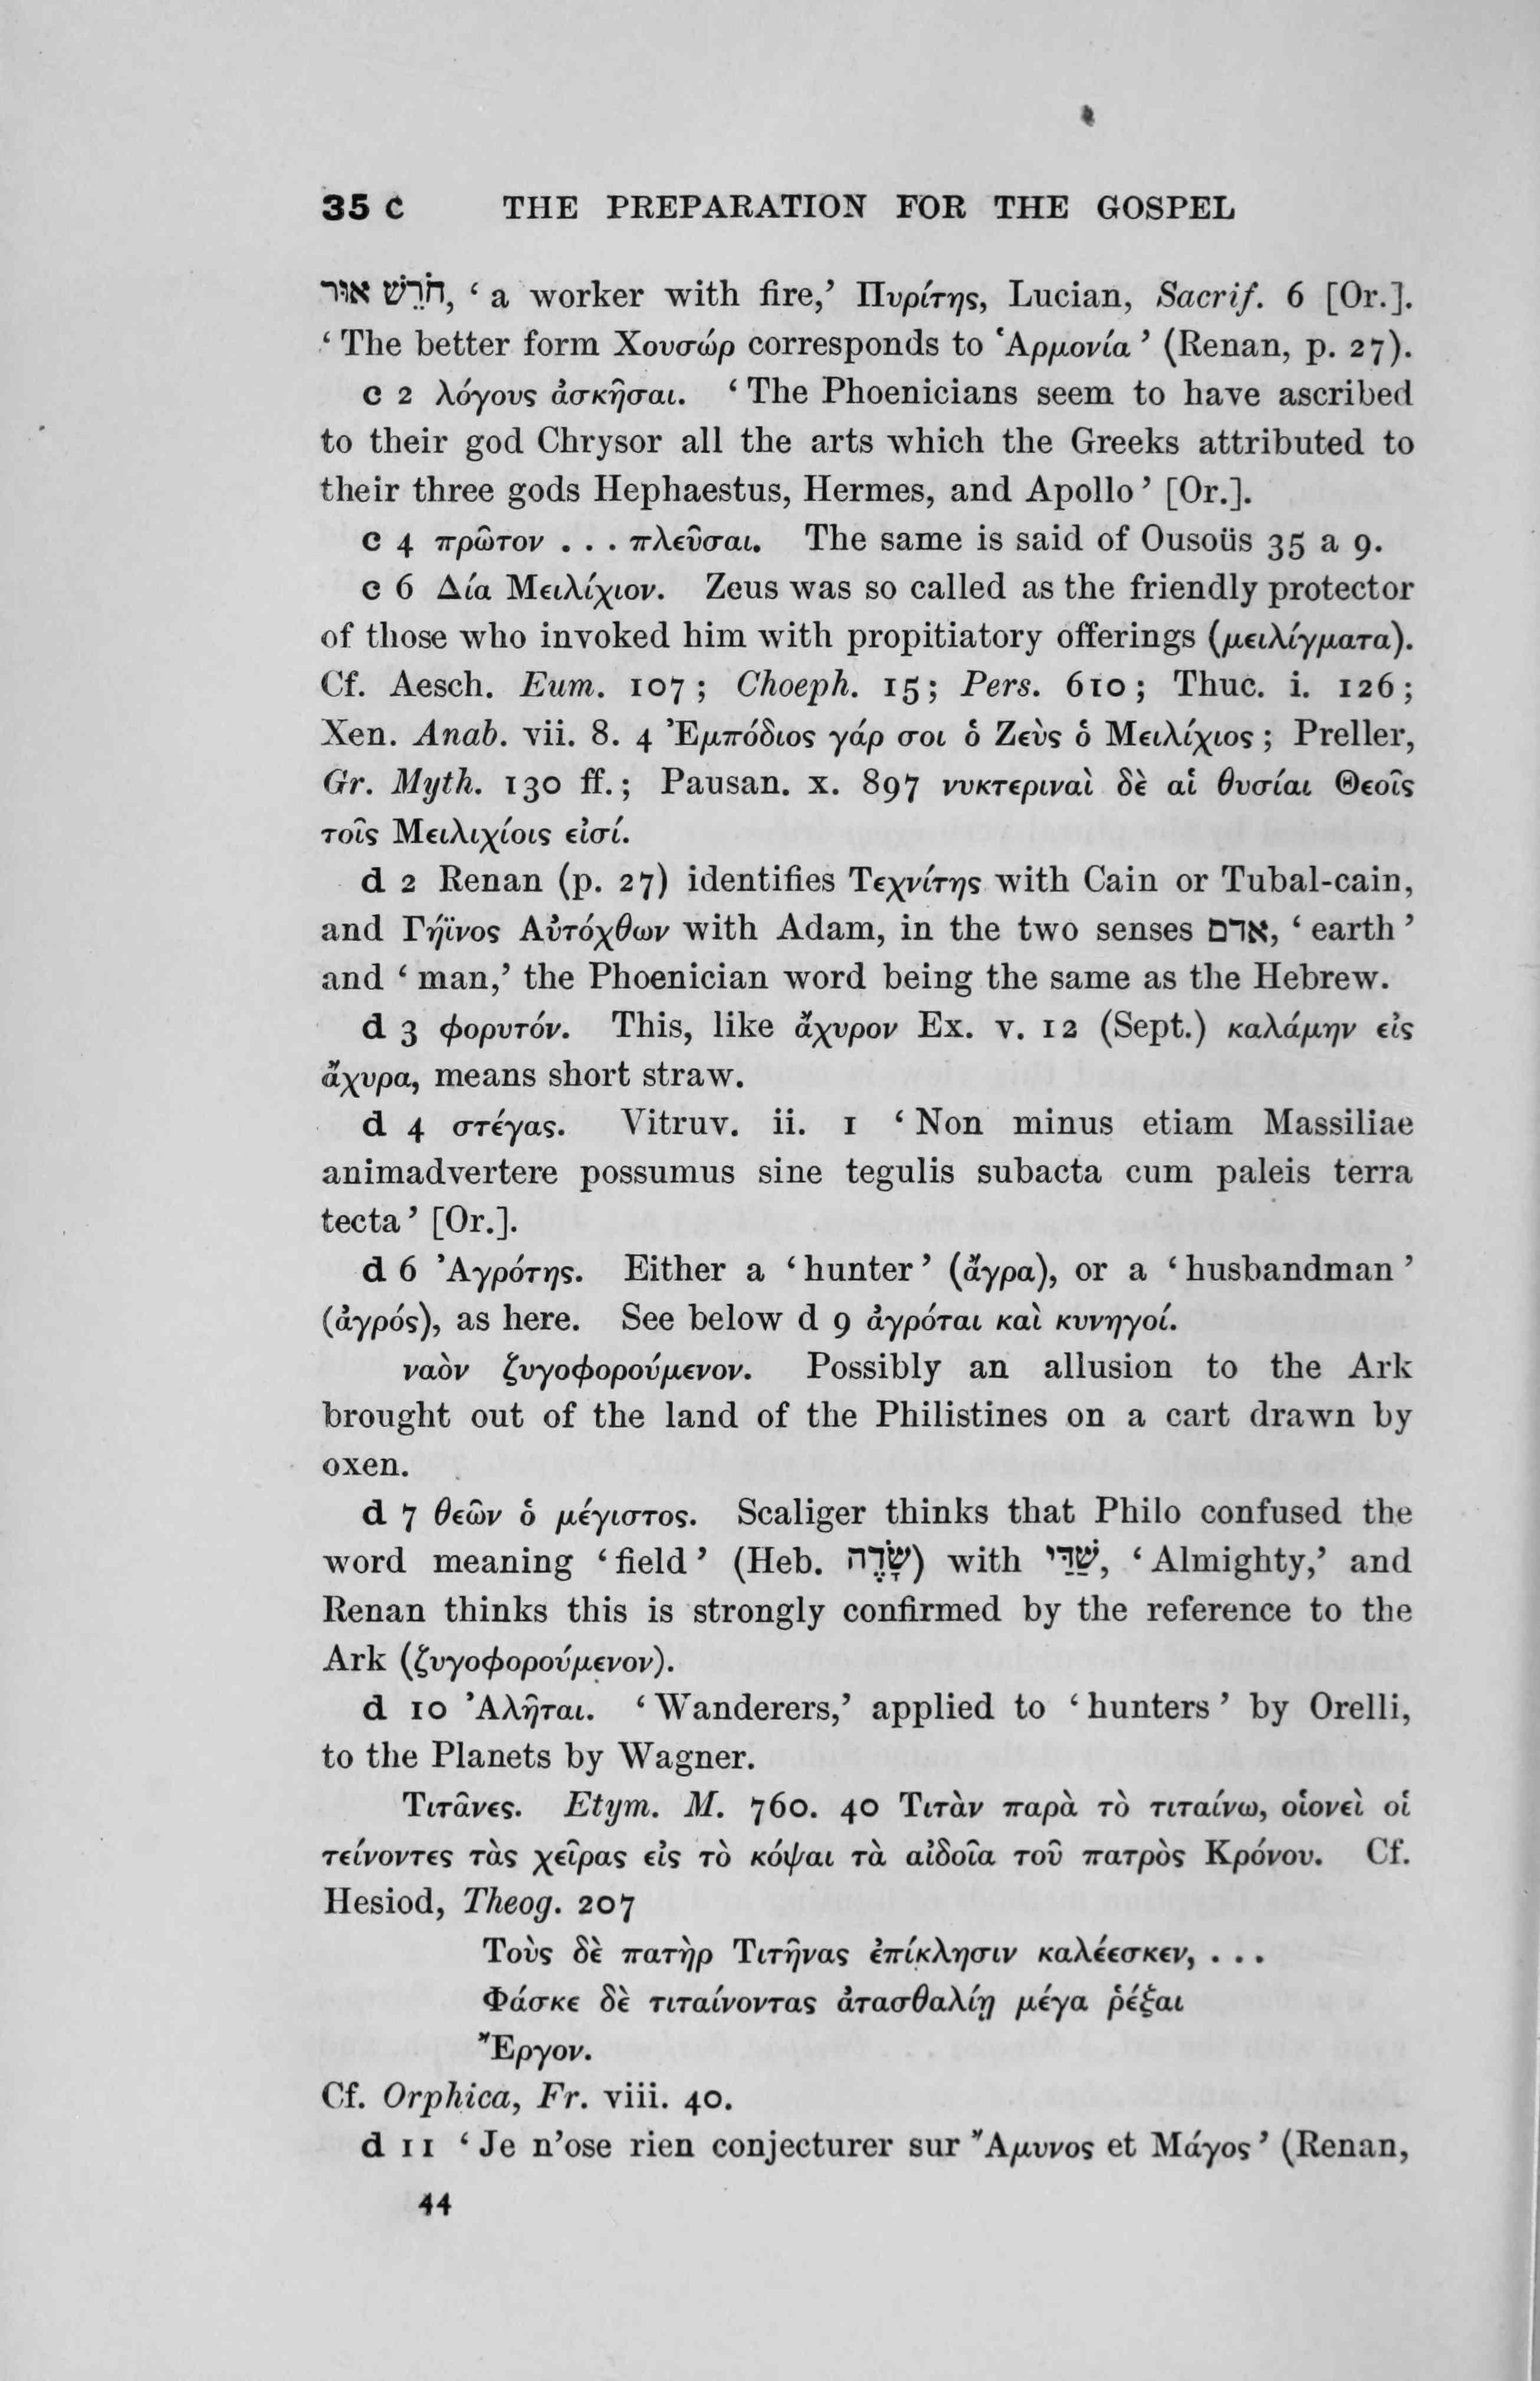 35 c THE PREPARATION FOR THE GOSPEL
חֹרֵשׁ אוּר, ‘ a worker with fire,’ Πυρίτης, Lucian, Sacrif. 6 [Or.].
‘ The better form Χουσώρ corresponds to Ἁρμονία ’ (Renan, p. 27).
c 2 λόγους ἀσκῆσαι. ‘ The Phoenicians seem to have ascribed
to their god Chrysor all the arts which the Greeks attributed to
their three gods Hephaestus, Hermes, and Apollo ’ [Or.].
c 4 πρῶτον . . . πλεῦσαι. The same is said of Ousoüs 35 a 9.
c 6 Δία Μειλίχιον. Zeus was so called as the friendly protector
of those who invoked him with propitiatory offerings (μειλίγματα).
Cf. Aesch. Eum. 107 ; Choeph. 15 ; Pers. 610 ; Thuc. i. 126 ;
Xen. Anab. vii. 8. 4 Ἐμπόδιος γάρ σοι ὁ Ζεὺς ὁ Μειλίχιος ; Preller,
Gr. Myth. 130 ff. ; Pausan. x. 897 νυκτεριναὶ δὲ αἱ θυσίαι Θεοῖς
τοῖς Μειλιχίοις εἰσί.
d 2 Renan (p. 27) identifies Τεχνίτης with Cain or Tubal-cain,
and Γήϊνος Αὐτόχθων with Adam, in the two senses אדם, ‘ earth ’
and ‘ man,’ the Phoenician word being the same as the Hebrew.
d 3 φορυτόν. This, like ἄχυρον Ex. v. 12 (Sept.) καλάμην εἰς
ἄχυρα, means short straw.
d 4 στέγας. Vitruv. ii. 1 ‘ Non minus etiam Massiliae
animadvertere possumus sine tegulis subacta cum paleis terra
tecta ’ [Or.].
d 6 Ἀγρότης. Either a ‘ hunter ’ (ἄγρα), or a ‘ husbandman ’
(ἀγρός), as here. See below d 9 ἀγρόται καὶ κυνηγοί.
ναὸν ζυγοφορούμενον. Possibly an allusion to the Ark
brought out of the land of the Philistines on a cart drawn by
oxen.
d 7 θεῶν ὁ μέγιστος. Scaliger thinks that Philo confused the
word meaning ‘ field ’ (Heb. שָׂדֶה) with שַׁדַּי, ‘ Almighty,’ and
Renan thinks this is strongly confirmed by the reference to the
Ark (ζυγοφορούμενον).
d 10 Ἀλῆται. ‘ Wanderers,’ applied to ‘ hunters ’ by Orelli,
to the Planets by Wagner.
Τιτᾶνες. Etym. M. 760. 40 Τιτὰν παρὰ τὸ τιταίνω, οἱονεὶ οἱ
τείνοντες τὰς χεῖρας εἰς τὸ κόψαι τὰ αἰδοῖα τοῦ πατρὸς Κρόνου. Cf.
Hesiod, Theog. 207
Τοὺς δὲ πατὴρ Τιτῆνας ἐπίκλησιν καλέεσκεν, . . .
Φάσκε δὲ τιταίνοντας ἀτασθαλίῃ μέγα ῥέξαι
Ἔργον.
Cf. Orphica, Fr. viii. 40.
d 11 ‘ Je n’ose rien conjecturer sur Ἄμυνος et Μάγος ’ (Renan,
44